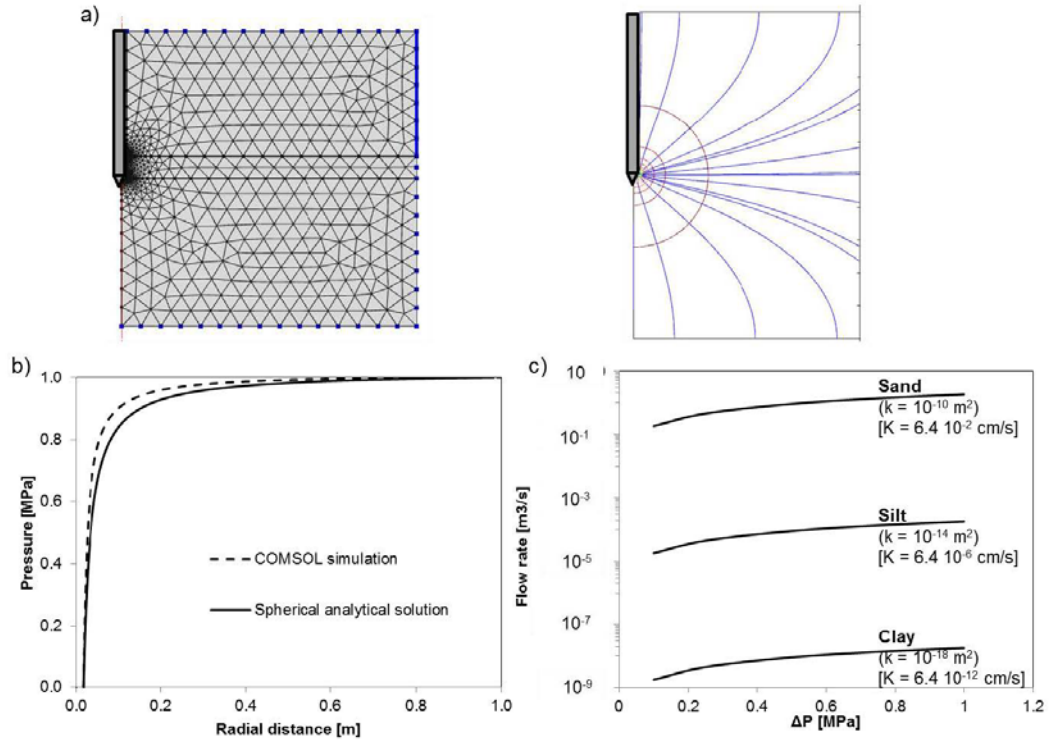 a)
b)
1.0
0.8
0.6
0.4
0.2
0.0
Pressure [MPa]
COMSOL simulation
Spherical analytical solution
0.0 0.2 0.4 0.6 0.8 1.0
Radial distance [m]
c)
10
10⁻¹
10⁻³
10⁻⁵
10⁻⁷
10⁻⁹
Flow rate [m3/s]
Sand
(k = 10⁻¹⁰ m²)
[K = 6.4 10⁻² cm/s]
Silt
(k = 10⁻¹⁴ m²)
[K = 6.4 10⁻⁶ cm/s]
Clay
(k = 10⁻¹⁸ m²)
[K = 6.4 10⁻¹² cm/s]
0 0.2 0.4 0.6 0.8 1 1.2
ΔP [MPa]